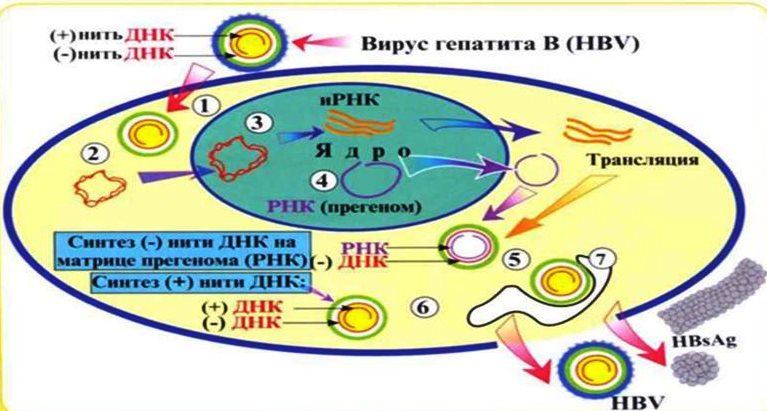 (+)нить ДНК
(-)нить ДНК
Вирус гепатита В (HBV)
1
2
3
иРНК
Ядро
4
РНК (прегеном)
Трансляция
Синтез (-) нити ДНК на
матрице прегенома (РНК)
Синтез (+) нити ДНК:
РНК
(-) ДНК
5
7
6
(+) ДНК
(-) ДНК
HBsAg
HBV